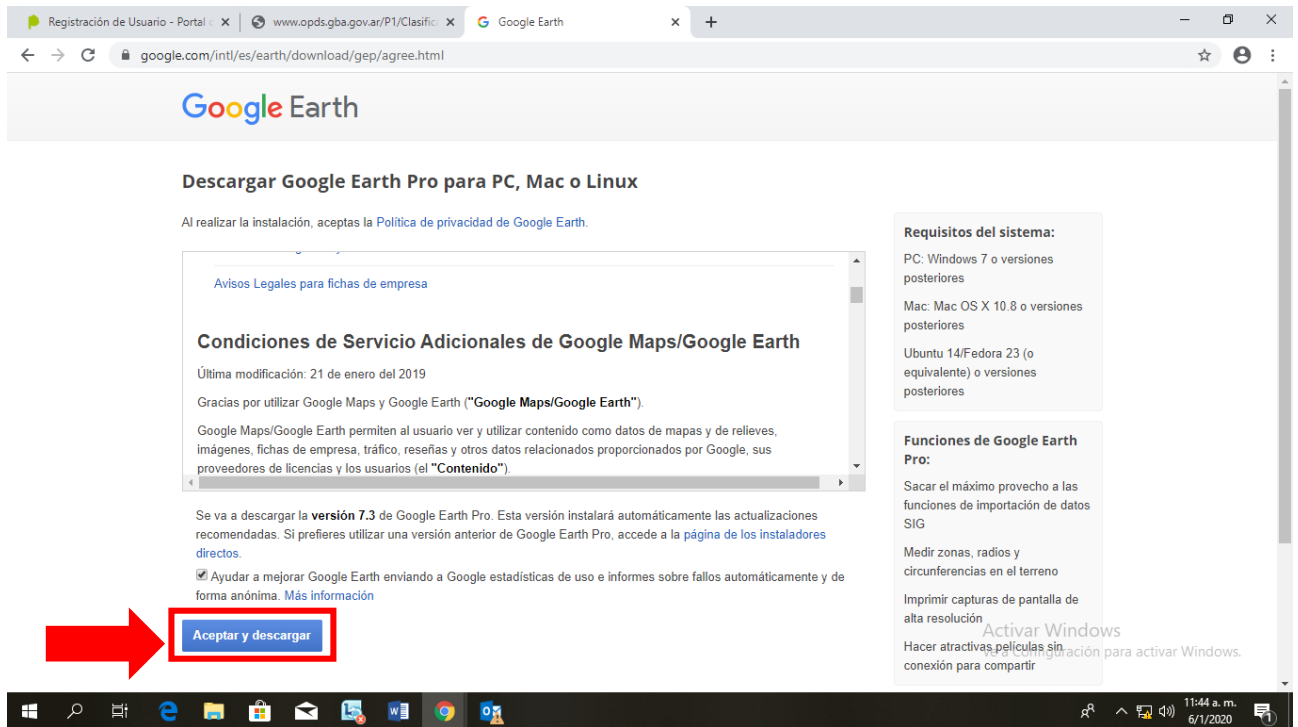 Registración de Usuario - Portal
www.opds.gba.gov.ar/P1/Clasific
Google Earth
google.com/intl/es/earth/download/gep/agree.html
Google Earth
Descargar Google Earth Pro para PC, Mac o Linux
Al realizar la instalación, aceptas la Política de privacidad de Google Earth.
Avisos Legales para fichas de empresa
Condiciones de Servicio Adicionales de Google Maps/Google Earth
Última modificación: 21 de enero del 2019
Gracias por utilizar Google Maps y Google Earth ("Google Maps/Google Earth").
Google Maps/Google Earth permiten al usuario ver y utilizar contenido como datos de mapas y de relieves,
imágenes, fichas de empresa, tráfico, reseñas y otros datos relacionados proporcionados por Google, sus
proveedores de licencias y los usuarios (el "Contenido").
Se va a descargar la versión 7.3 de Google Earth Pro. Esta versión instalará automáticamente las actualizaciones
recomendadas. Si prefieres utilizar una versión anterior de Google Earth Pro, accede a la página de los instaladores
directos.
Ayudar a mejorar Google Earth enviando a Google estadísticas de uso e informes sobre fallos automáticamente y de
forma anónima. Más información
Aceptar y descargar
Requisitos del sistema:
PC: Windows 7 o versiones
posteriores
Mac: Mac OS X 10.8 o versiones
posteriores
Ubuntu 14/Fedora 23 (o
equivalente) o versiones
posteriores
Funciones de Google Earth
Pro:
Sacar el máximo provecho a las
funciones de importación de datos
SIG
Medir zonas, radios y
circunferencias en el terreno
Imprimir capturas de pantalla de
alta resolución
Hacer atractivas películas sin
conexión para compartir
Activar Windows
Ve a Configuración para activar Windows.
11:44 a. m.
6/1/2020